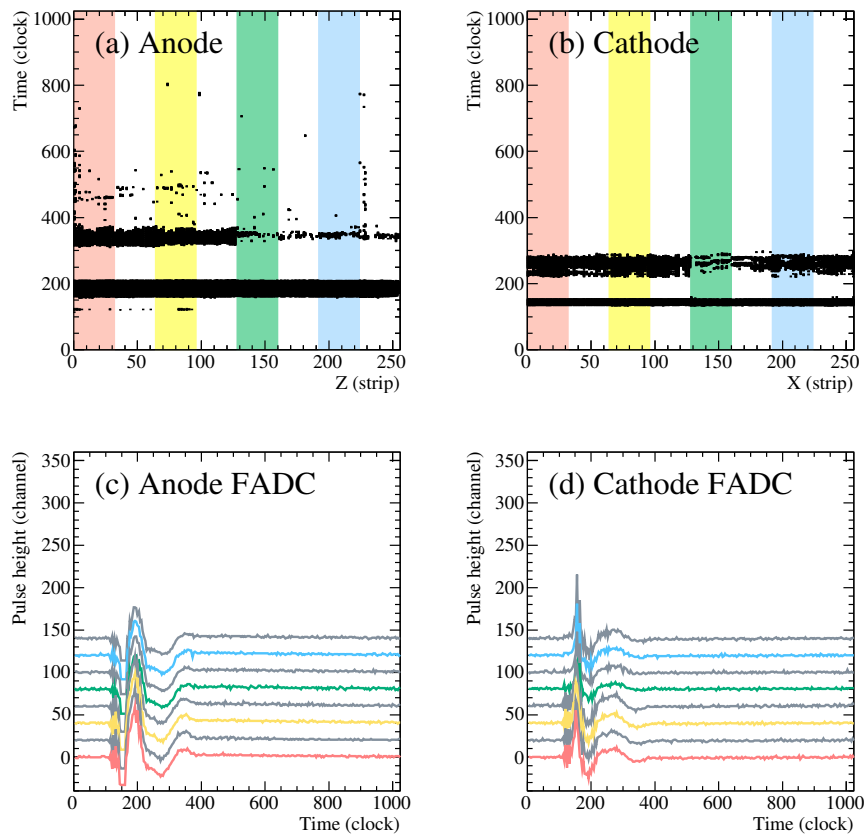 (a) Anode
Time (clock)
1000
800
600
400
200
0
0 50 100 150 200 250
Z (strip)
(b) Cathode
Time (clock)
1000
800
600
400
200
0
0 50 100 150 200 250
X (strip)
(c) Anode FADC
Pulse height (channel)
350
300
250
200
150
100
50
0
0 200 400 600 800 1000
Time (clock)
(d) Cathode FADC
Pulse height (channel)
350
300
250
200
150
100
50
0
0 200 400 600 800 1000
Time (clock)